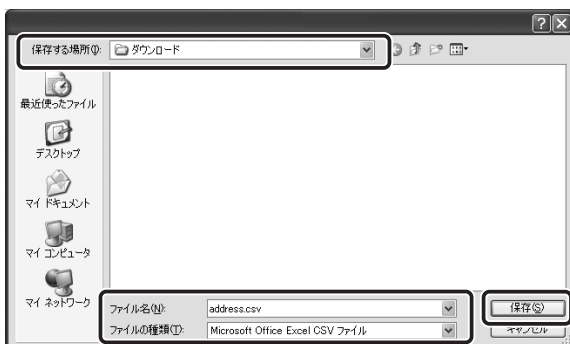 保存する場所(I):
ダウンロード
最近使ったファイル
デスクトップ
マイ ドキュメント
マイ コンピュータ
マイ ネットワーク
ファイル名(N):
address.csv
保存(S)
ファイルの種類(T):
Microsoft Office Excel CSV ファイル
キャンセル